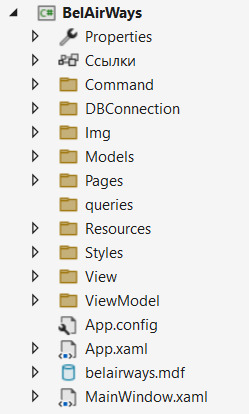 BelAirWays
Properties
Ссылки
Command
DBConnection
Img
Models
Pages
queries
Resources
Styles
View
ViewModel
App.config
App.xaml
belairways.mdf
MainWindow.xaml